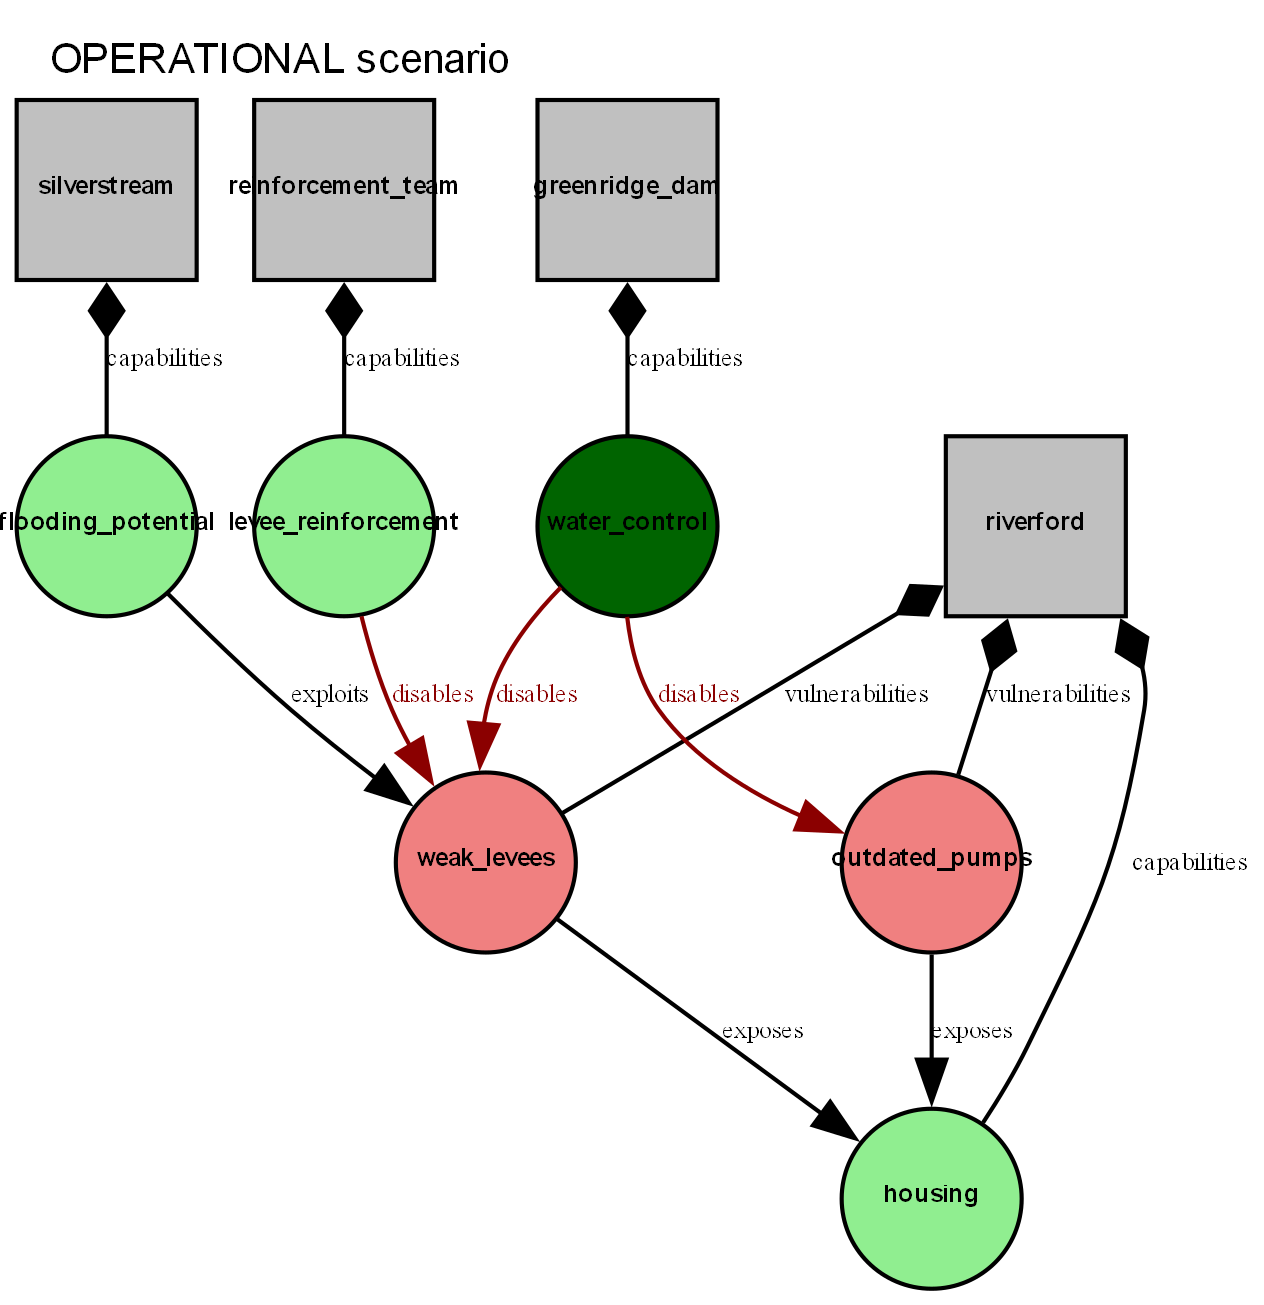 OPERATIONAL scenario
silverstream
reinforcement_team
greenridge_dam
capabilities
capabilities
capabilities
flooding_potential
levee_reinforcement
water_control
riverford
exploits
disables
disables
disables
vulnerabilities
vulnerabilities
weak_levees
outdated_pumps
capabilities
exposes
exposes
housing